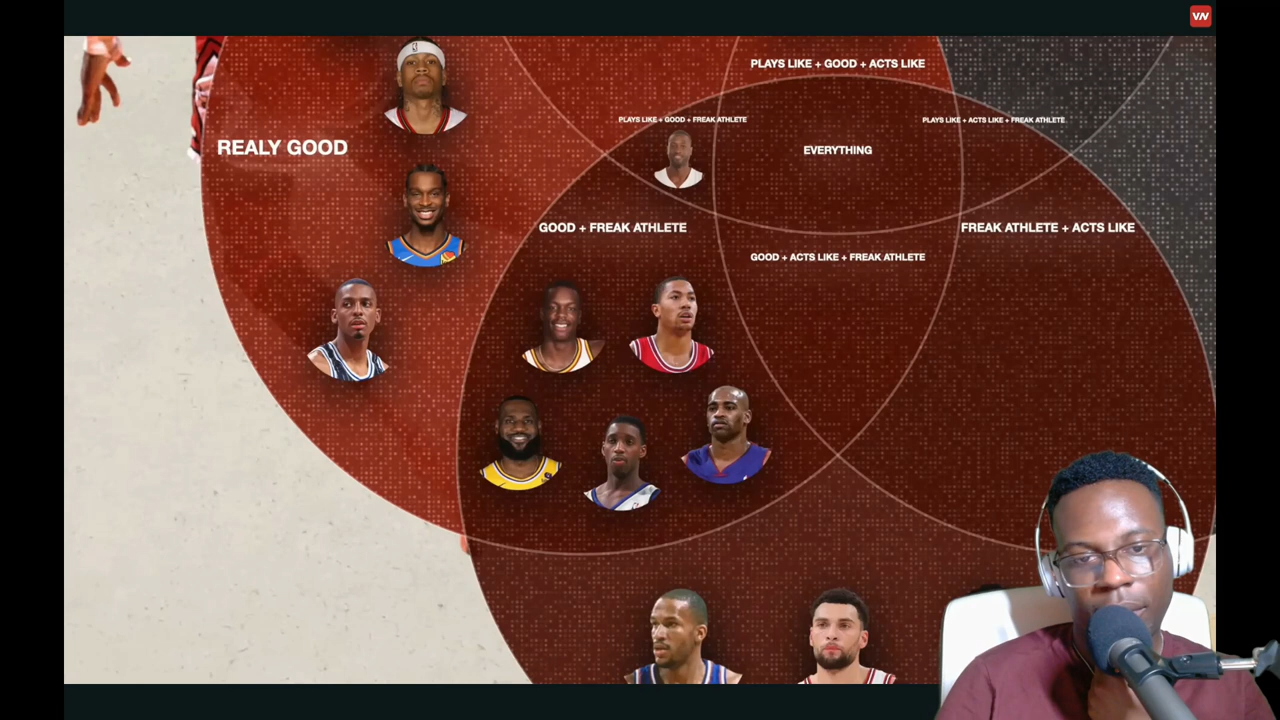 VN
PLAYS LIKE + GOOD + ACTS LIKE
PLAYS LIKE + GOOD + FREAK ATHLETE
PLAYS LIKE + ACTS LIKE + FREAK ATHLETE
REALY GOOD
EVERYTHING
GOOD + FREAK ATHLETE
FREAK ATHLETE + ACTS LIKE
GOOD + ACTS LIKE + FREAK ATHLETE